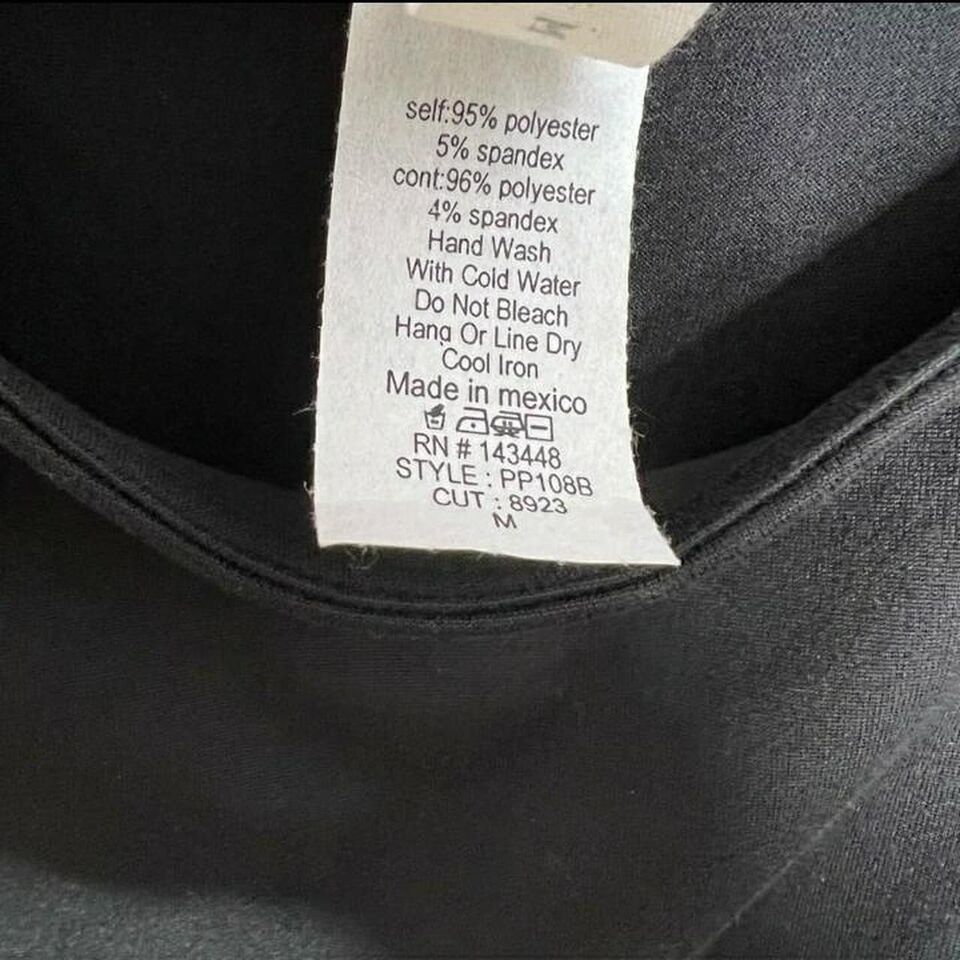 self:95% polyester
5% spandex
cont:96% polyester
4% spandex
Hand Wash
With Cold Water
Do Not Bleach
Hang Or Line Dry
Cool Iron
Made in mexico
RN # 143448
STYLE : PP108B
CUT : 8923
M